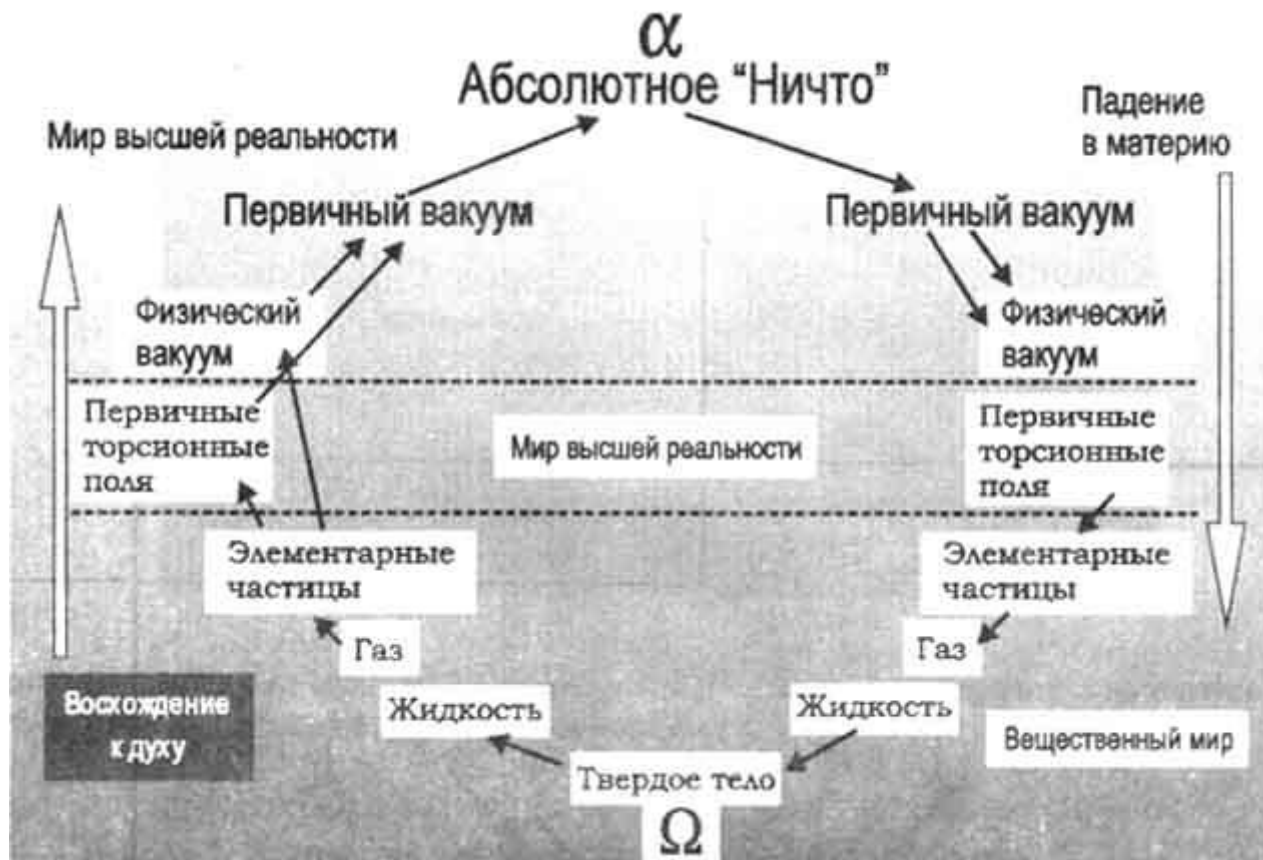 α
Абсолютное "Ничто"
Падение
в материю
Мир высшей реальности
Первичный вакуум
Первичный вакуум
Физический
вакуум
Физический
вакуум
Первичные
торсионные
поля
Мир высшей реальности
Первичные
торсионные
поля
Элементарные
частицы
Элементарные
частицы
Газ
Газ
Восхождение
к духу
Жидкость
Жидкость
Вещественный мир
Твердое тело
Ω